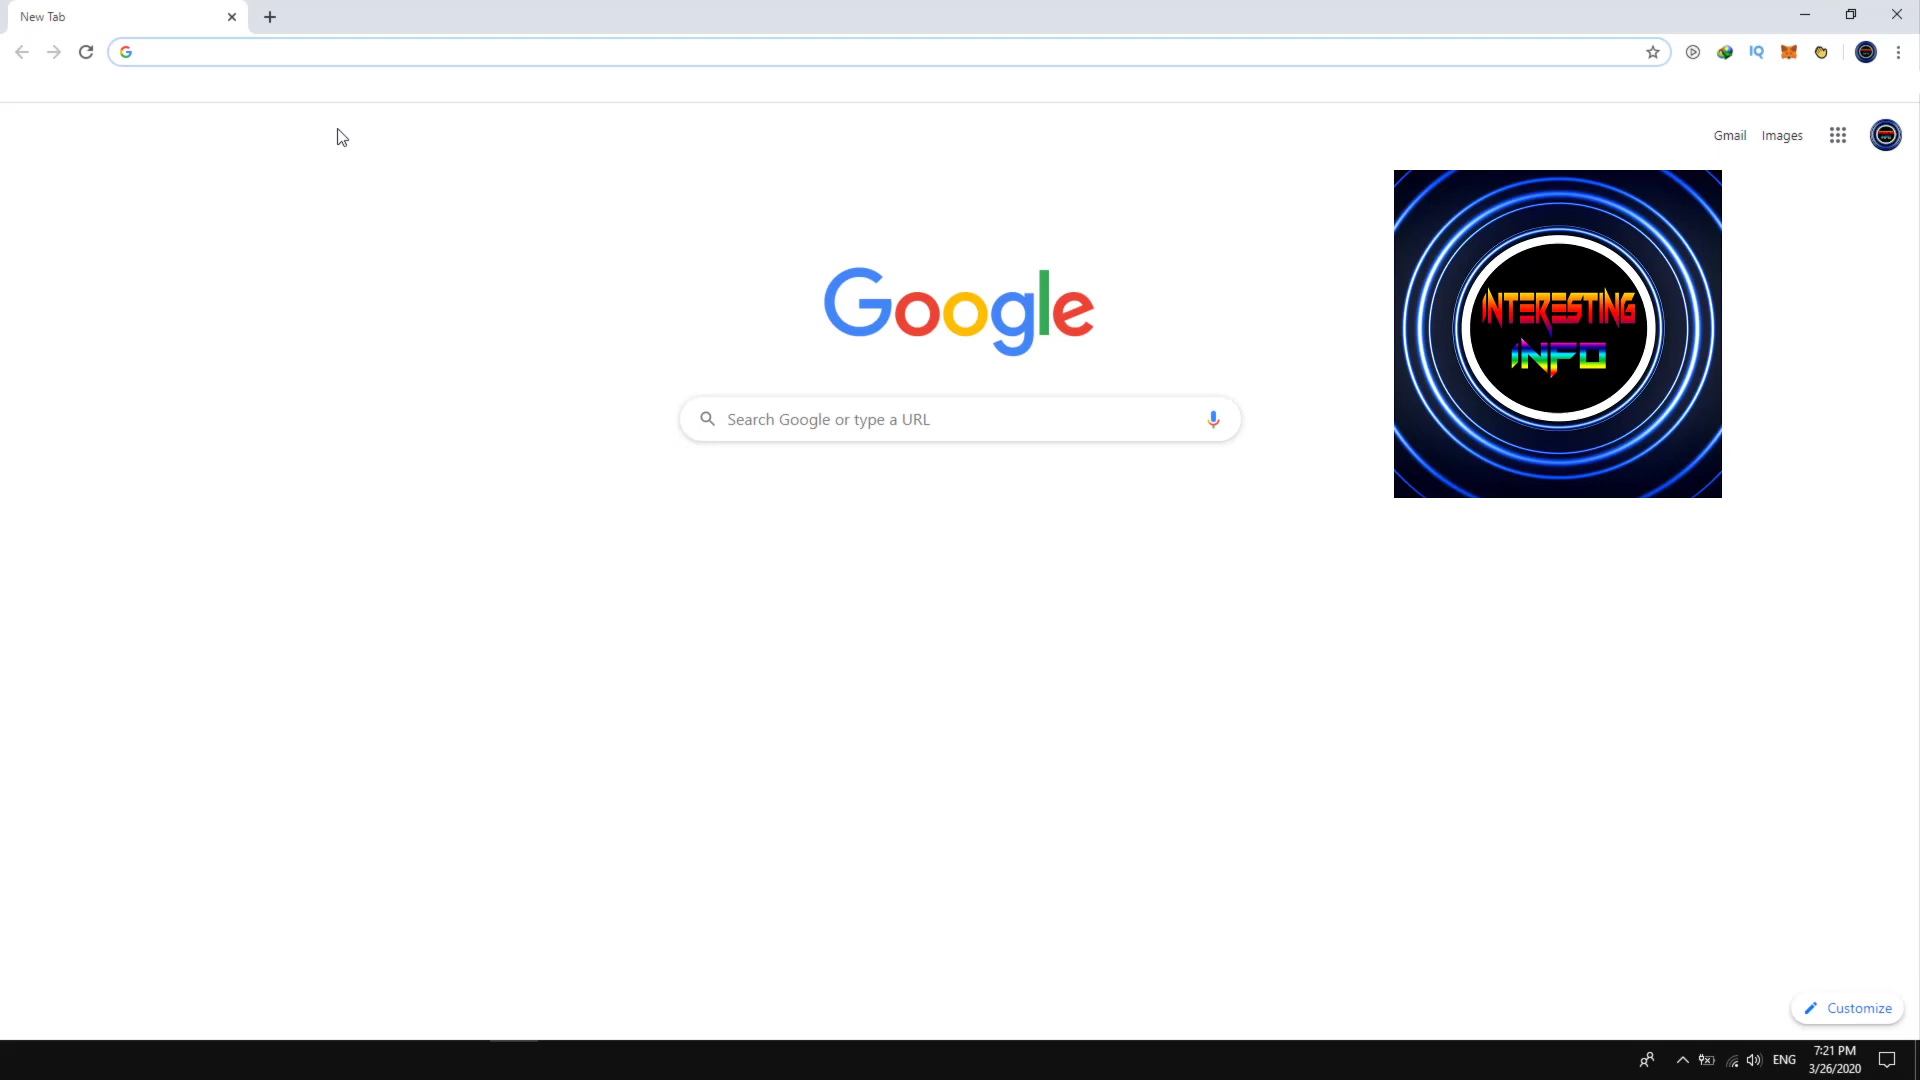 New Tab
Gmail Images
Google
INTERESTING
INFO
Search Google or type a URL
Customize
ENG
7:21 PM
3/26/2020